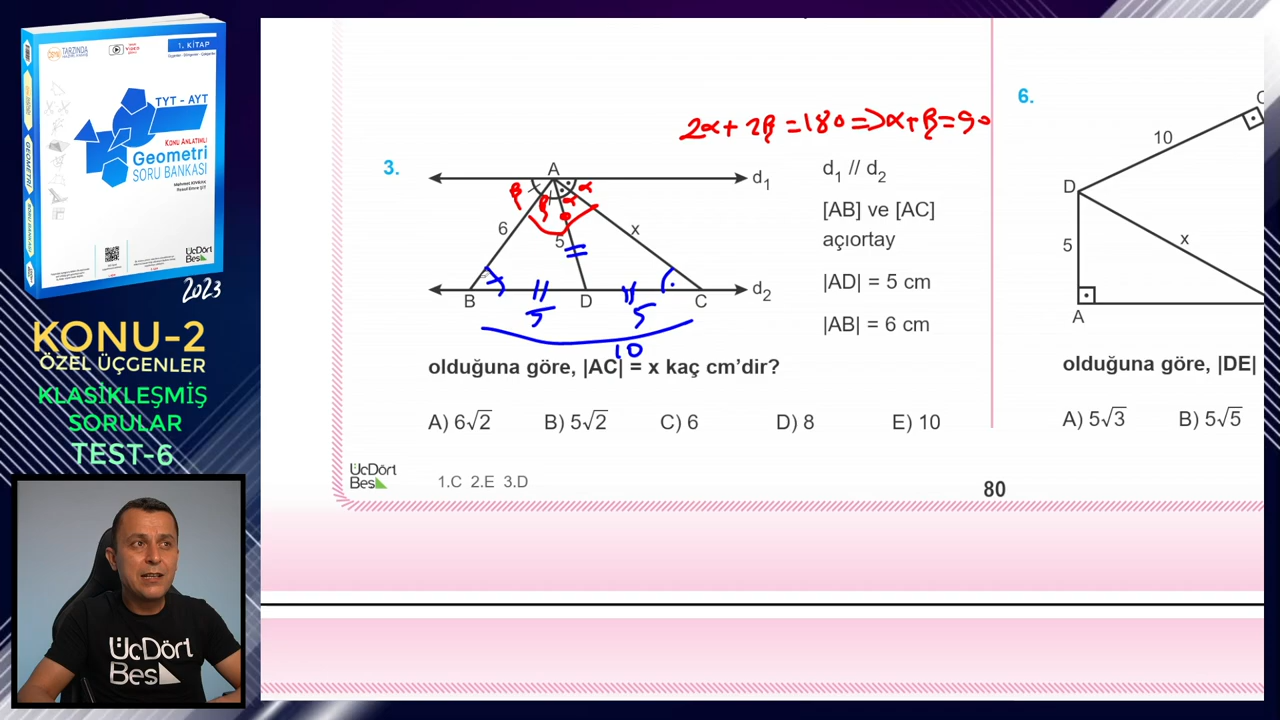 TARZINDA
1. KİTAP
TYT - AYT
KONU ANLATIMLI
Geometri
SORU BANKASI
GEOMETRİ
ÜçDört
Beş
2023
KONU-2
ÖZEL ÜÇGENLER
KLASİKLEŞMİŞ
SORULAR
TEST-6
ÜçDört
Beş
2α+2β=180=>α+β=90
3.
A
d1
β
β
α
α
6
5
x
B
D
C
d2
5
5
10
d1 // d2
[AB] ve [AC]
açıortay
|AD| = 5 cm
|AB| = 6 cm
olduğuna göre, |AC| = x kaç cm'dir?
A) 6√2 B) 5√2 C) 6 D) 8 E) 10
ÜçDört
Beş
1.C 2.E 3.D
80
6.
C
10
D
5
x
A
olduğuna göre, |DE|
A) 5√3 B) 5√5